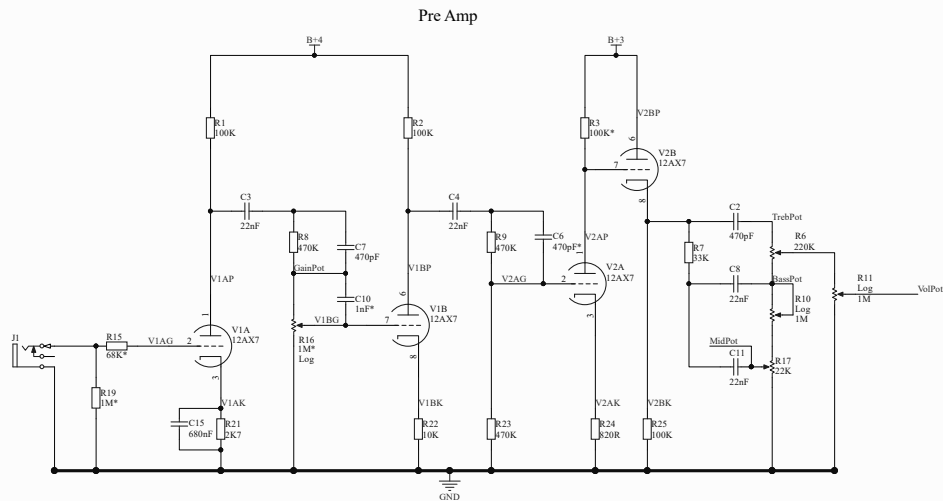 Pre Amp
B+4
B+3
R1
100K
R2
100K
R3
100K*
V2BP
6
V2B
12AX7
7
8
C3
22nF
C4
22nF
C2
470pF
TrebPot
R6
220K
R8
470K
C7
470pF
R9
470K
C6
470pF*
V2AP
1
R7
33K
GainPot
V1AP
V1BP
V2AG
2
V2A
12AX7
C8
22nF
BassPot
R11
Log
1M
VolPot
C10
1nF*
R10
Log
1M
6
3
1
V1BG
7
V1B
12AX7
V1A
12AX7
R16
1M*
Log
J1
R15
68K*
V1AG
2
MidPot
C11
22nF
R17
22K
8
3
R19
1M*
V1AK
V1BK
V2AK
V2BK
C15
680nF
R21
2K7
R22
10K
R23
470K
R24
820R
R25
100K
GND